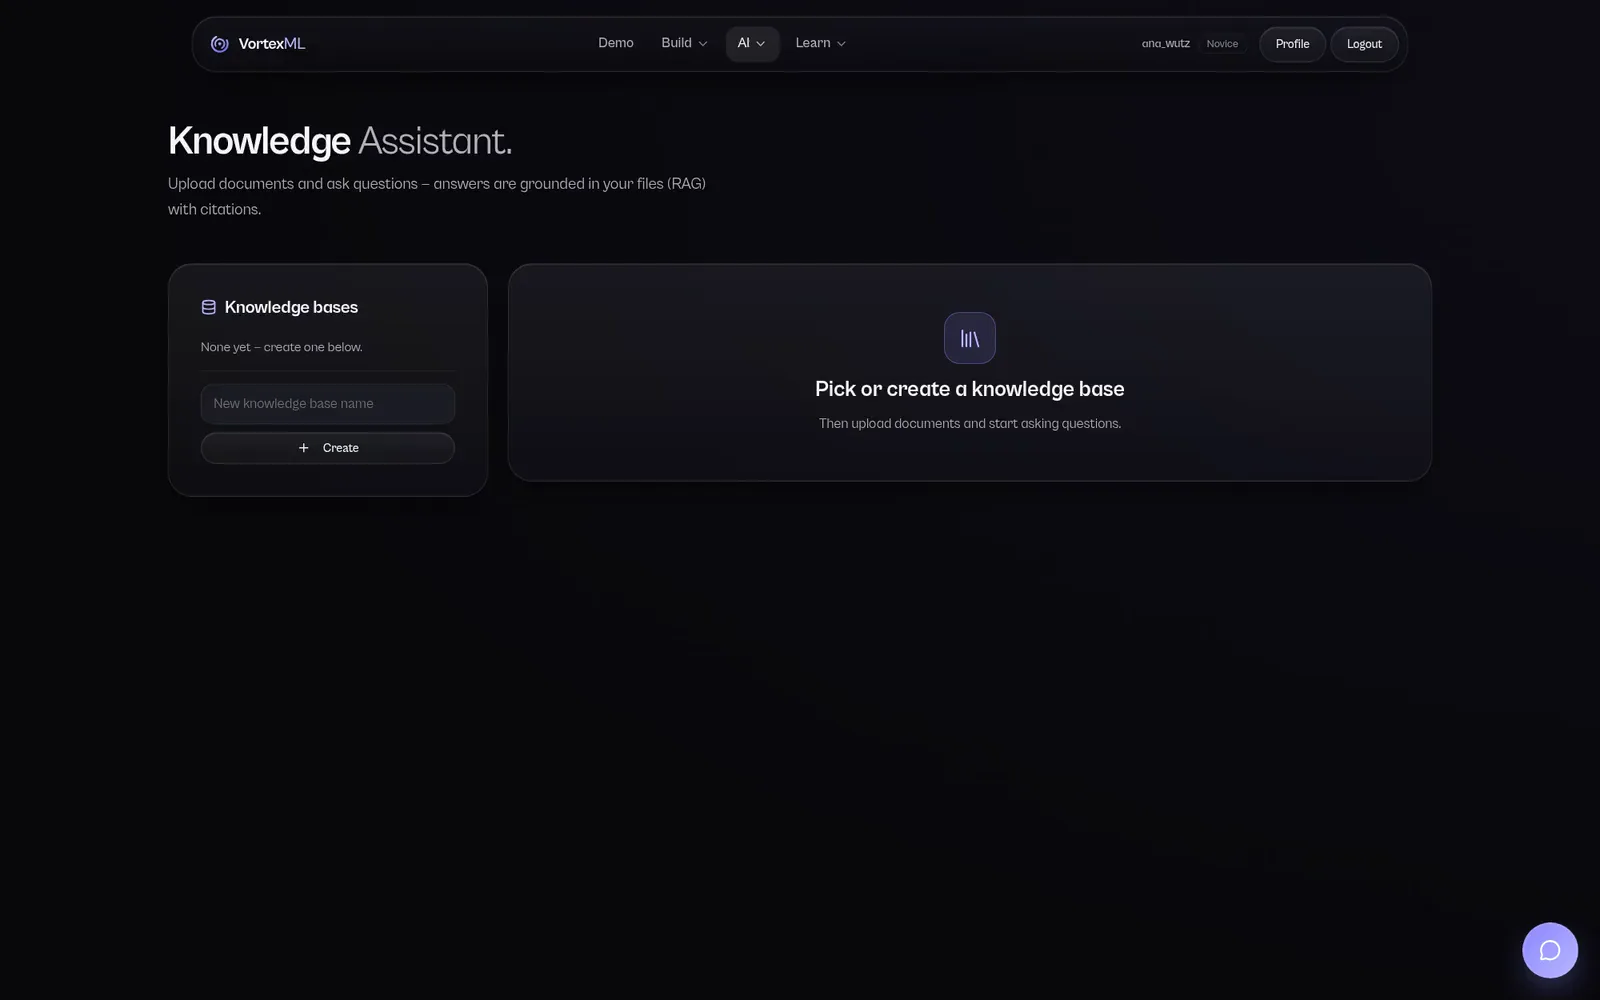 VortexML
Demo
Build
AI
Learn
ana_wutz
Novice
Profile
Logout
Knowledge Assistant.
Upload documents and ask questions – answers are grounded in your files (RAG)
with citations.
Knowledge bases
None yet – create one below.
New knowledge base name
+ Create
Pick or create a knowledge base
Then upload documents and start asking questions.